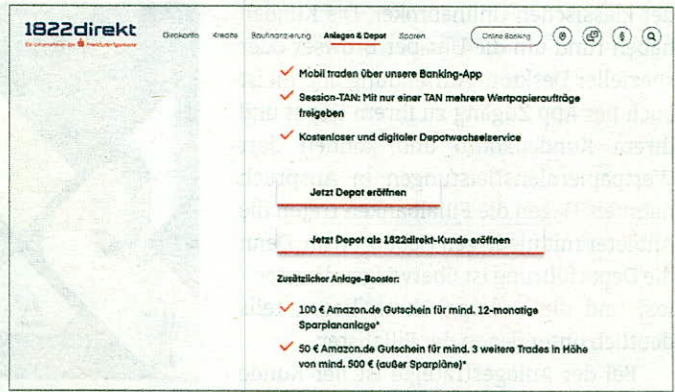 1822direkt
Ein Unternehmen der Frankfurter Sparkasse
Girokonto Kredite Baufinanzierung Anlegen & Depot Sparen Online Banking
Mobil traden über unsere Banking-App
Session-TAN: Mit nur einer TAN mehrere Wertpapieraufträge
freigeben
Kostenloser und digitaler Depotwechselservice
Jetzt Depot eröffnen
Jetzt Depot als 1822direkt-Kunde eröffnen
Zusätzlicher Anlage-Booster:
100 € Amazon.de Gutschein für mind. 12-monatige
Sparplananlage*
50 € Amazon.de Gutschein für mind. 3 weitere Trades in Höhe
von mind. 500 € (außer Sparpläne)*